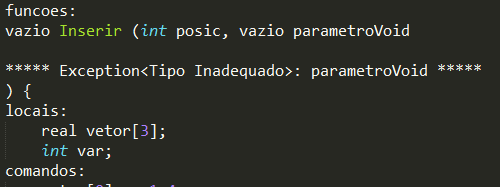 funcoes:
vazio Inserir (int posic, vazio parametroVoid
***** Exception<Tipo Inadequado>: parametroVoid *****
) {
locais:
real vetor[3];
int var;
comandos: